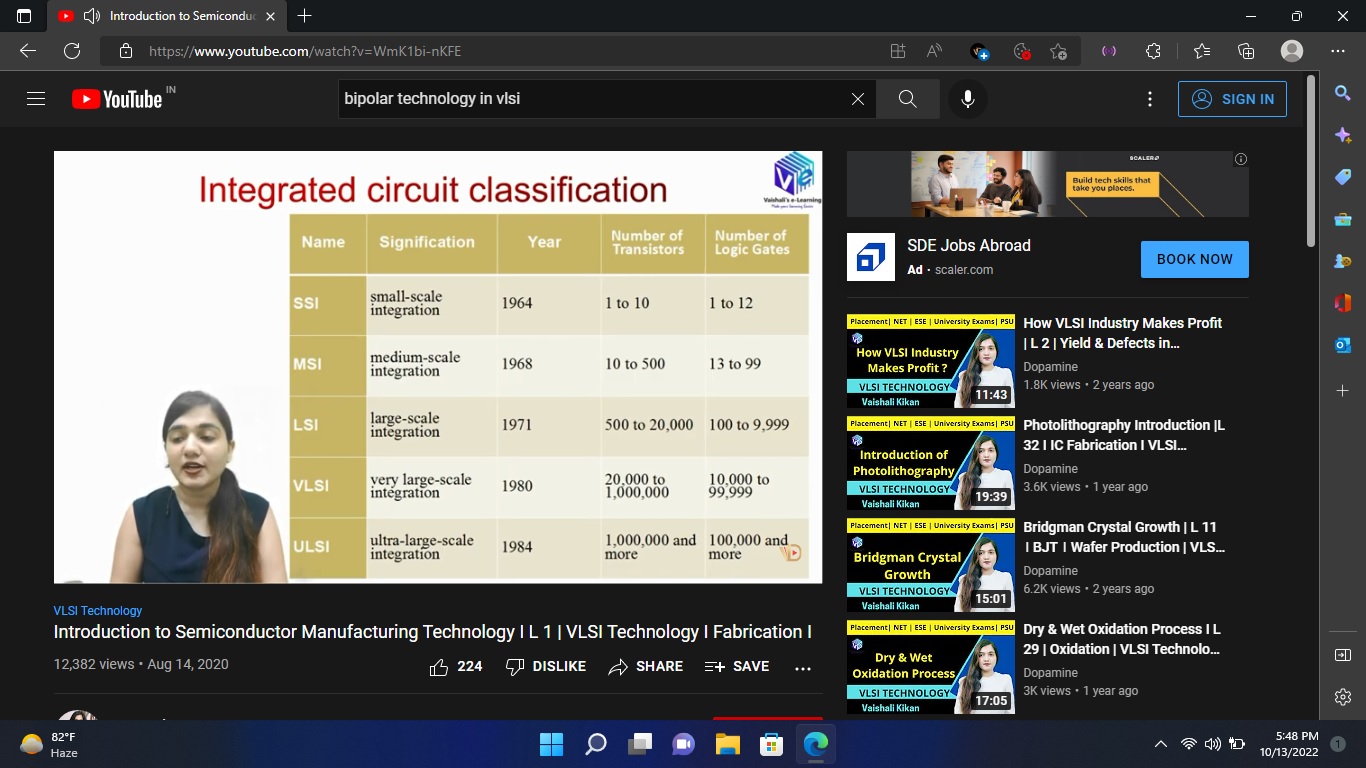 Introduction to Semiconduc
https://www.youtube.com/watch?v=WmK1bi-nKFE
YouTube IN
bipolar technology in vlsi
SIGN IN
Integrated circuit classification
Vaishali's e-Learning
Name Signification Year Number of Transistors Number of Logic Gates
SSI small-scale integration 1964 1 to 10 1 to 12
MSI medium-scale integration 1968 10 to 500 13 to 99
LSI large-scale integration 1971 500 to 20,000 100 to 9,999
VLSI very large-scale integration 1980 20,000 to 1,000,000 10,000 to 99,999
ULSI ultra-large-scale integration 1984 1,000,000 and more 100,000 and more
VLSI Technology
Introduction to Semiconductor Manufacturing Technology I L 1 | VLSI Technology I Fabrication I
12,382 views • Aug 14, 2020
224 DISLIKE SHARE SAVE
SCALER
Build tech skills that
take you places.
SDE Jobs Abroad
Ad • scaler.com
BOOK NOW
Placement| NET | ESE | University Exams| PSU
How VLSI Industry
Makes Profit ?
VLSI TECHNOLOGY
Vaishali Kikan
11:43
How VLSI Industry Makes Profit
| L 2 | Yield & Defects in...
Dopamine
1.8K views • 2 years ago
Placement| NET | ESE | University Exams| PSU
Introduction of
Photolithography
VLSI TECHNOLOGY
Vaishali Kikan
19:39
Photolithography Introduction |L
32 I IC Fabrication I VLSI...
Dopamine
3.6K views • 1 year ago
Placement| NET | ESE | University Exams| PSU
Bridgman Crystal
Growth
VLSI TECHNOLOGY
Vaishali Kikan
15:01
Bridgman Crystal Growth | L 11
I BJT I Wafer Production | VLS...
Dopamine
6.2K views • 2 years ago
Placement| NET | ESE | University Exams| PSU
Dry & Wet
Oxidation Process
VLSI TECHNOLOGY
Vaishali Kikan
17:05
Dry & Wet Oxidation Process I L
29 | Oxidation | VLSI Technolo...
Dopamine
3K views • 1 year ago
82°F
Haze
5:48 PM
10/13/2022
1